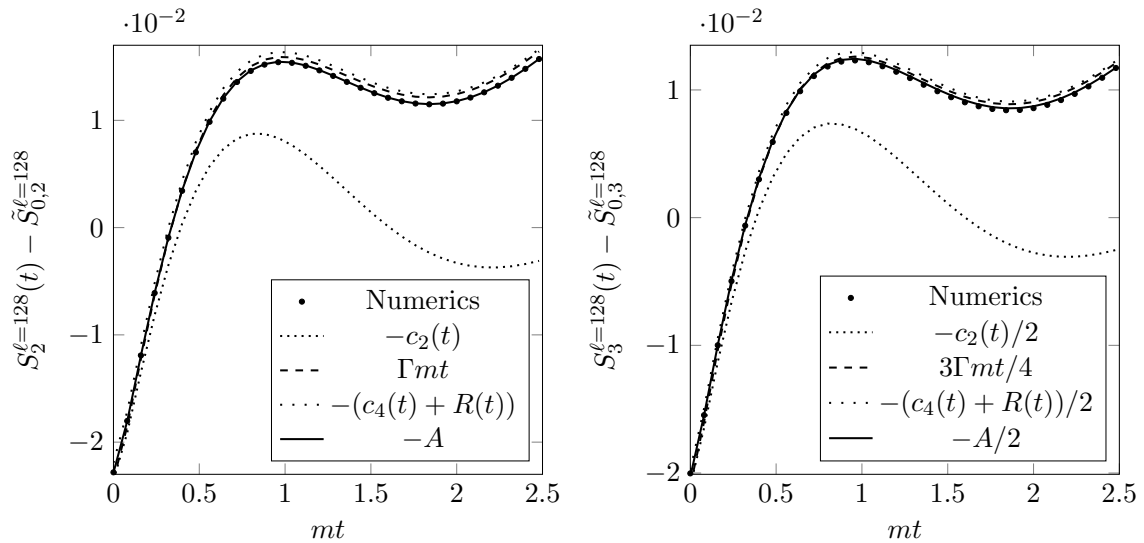 ·10⁻²
1
0
−1
−2
0
0.5
1
1.5
2
2.5
mt
S₂^{ℓ=128}(t) − S̃_{0,2}^{ℓ=128}
Numerics
−c₂(t)
Γmt
−(c₄(t) + R(t))
−A
·10⁻²
1
0
−1
−2
0
0.5
1
1.5
2
2.5
mt
S₃^{ℓ=128}(t) − S̃_{0,3}^{ℓ=128}
Numerics
−c₂(t)/2
3Γmt/4
−(c₄(t) + R(t))/2
−A/2